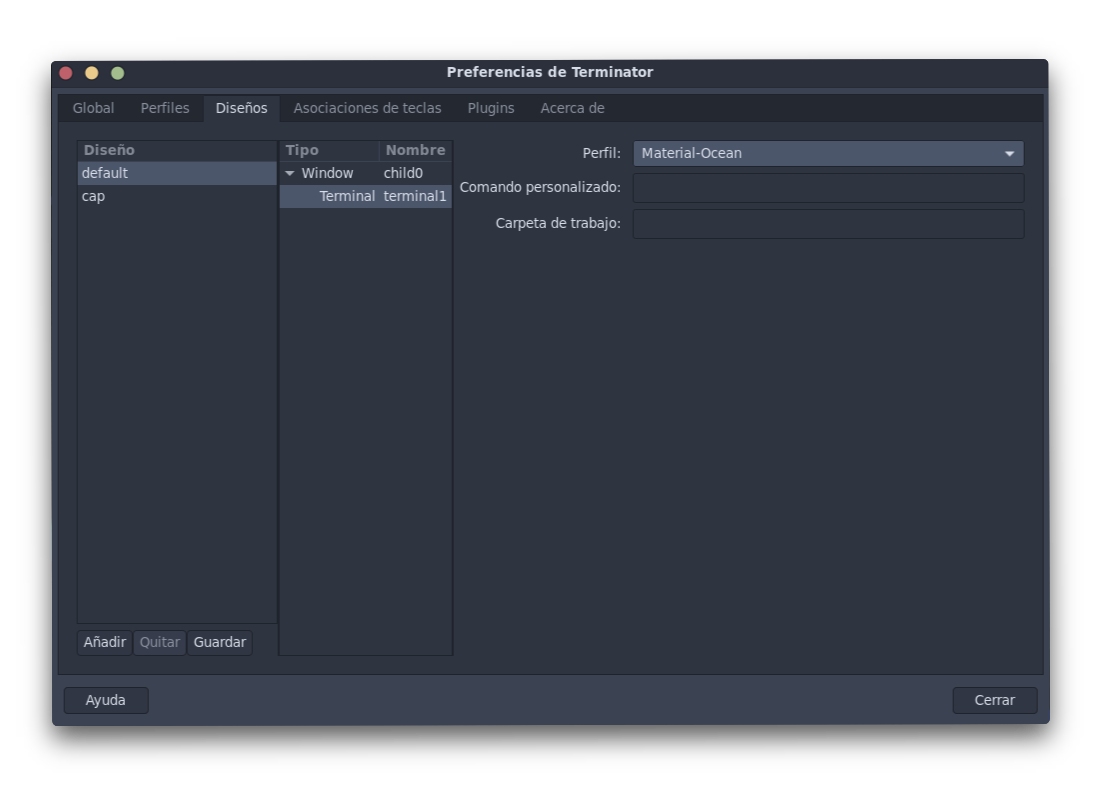 Preferencias de Terminator
Global Perfiles Diseños Asociaciones de teclas Plugins Acerca de
Diseño
default
cap
Tipo Nombre
Window child0
Terminal terminal1
Perfil: Material-Ocean
Comando personalizado:
Carpeta de trabajo:
Añadir Quitar Guardar
Ayuda Cerrar